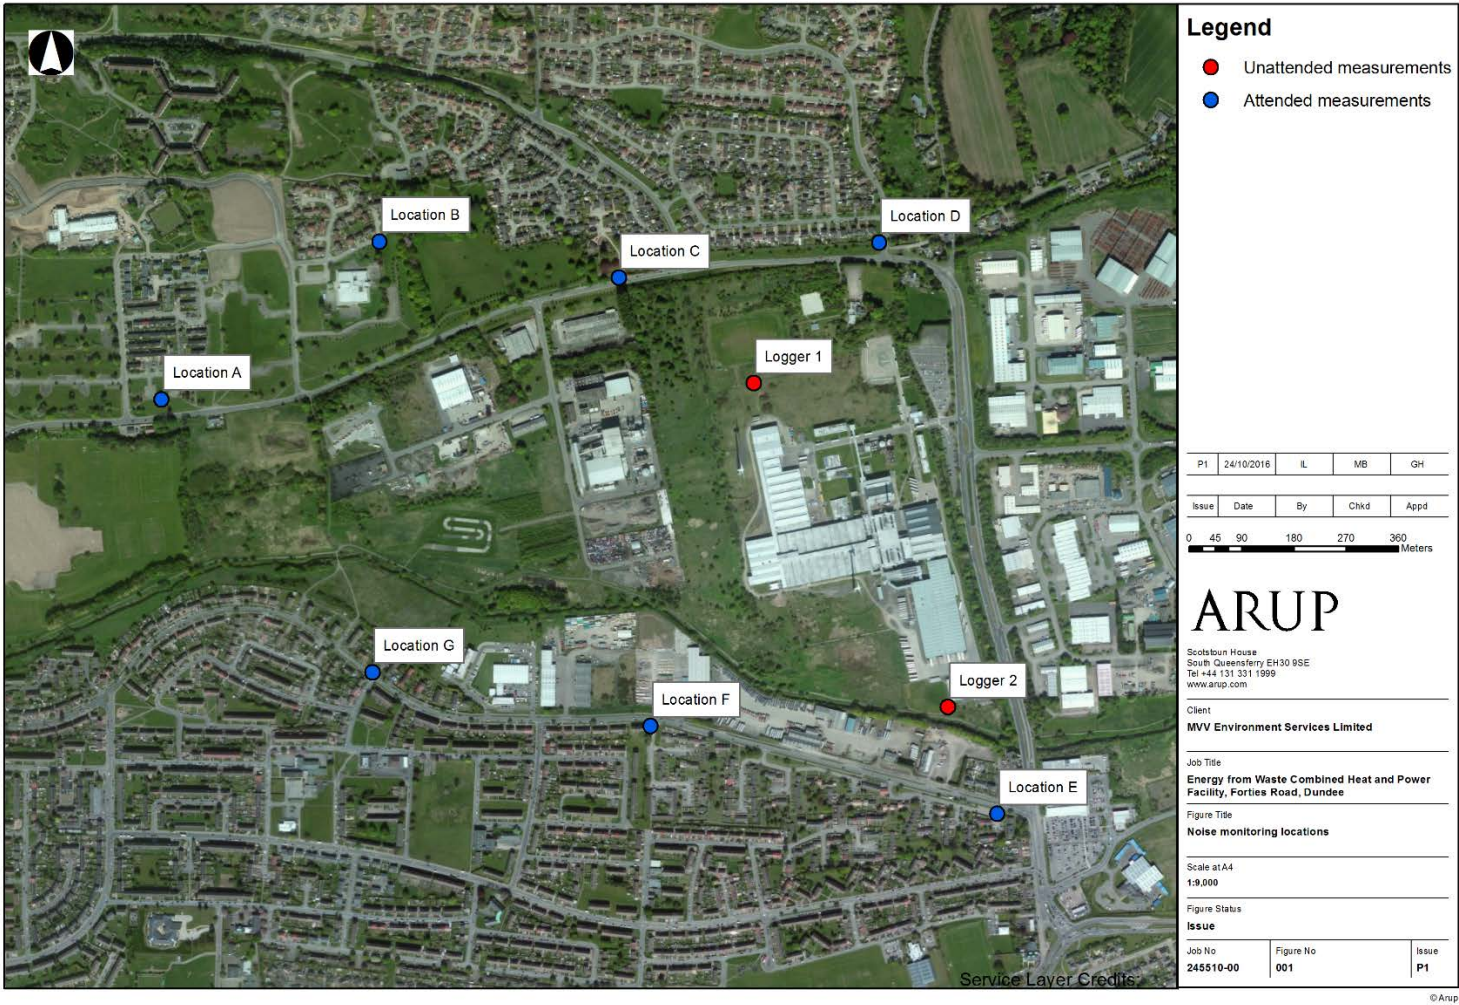 Location B
Location D
Location C
Logger 1
Location A
Location G
Logger 2
Location F
Location E
Service Layer Credits:
Legend
Unattended measurements
Attended measurements
P1 24/10/2016 IL MB GH
Issue Date By Chkd Appd
0 45 90 180 270 360
Meters
ARUP
Scotstoun House
South Queensferry EH30 9SE
Tel +44 131 331 1999
www.arup.com
Client
MVV Environment Services Limited
Job Title
Energy from Waste Combined Heat and Power
Facility, Forties Road, Dundee
Figure Title
Noise monitoring locations
Scale at A4
1:9,000
Figure Status
Issue
Job No Figure No Issue
245510-00 001 P1
© Arup